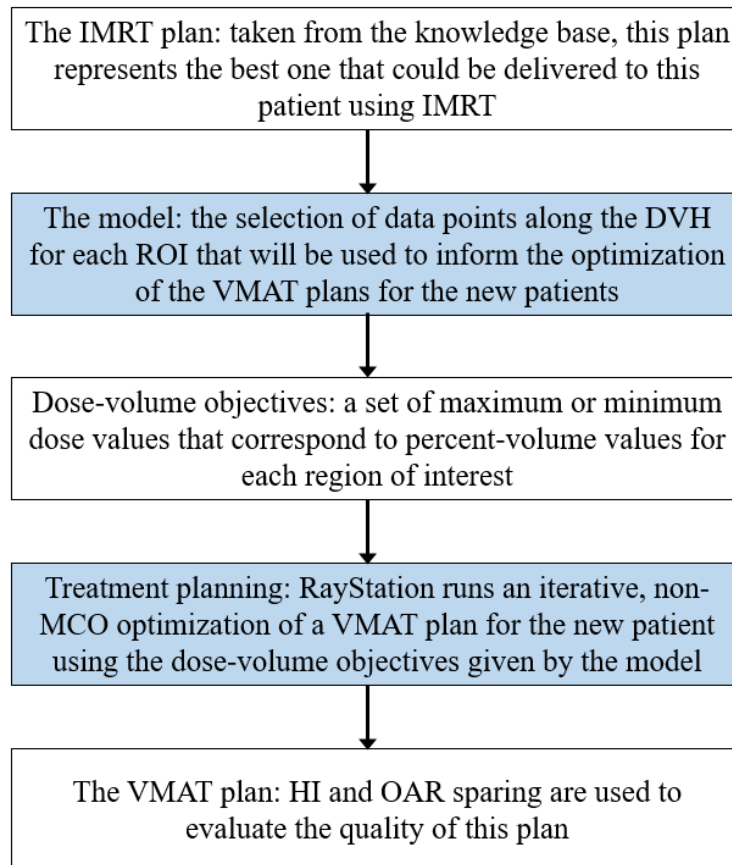 The IMRT plan: taken from the knowledge base, this plan
represents the best one that could be delivered to this
patient using IMRT
The model: the selection of data points along the DVH
for each ROI that will be used to inform the optimization
of the VMAT plans for the new patients
Dose-volume objectives: a set of maximum or minimum
dose values that correspond to percent-volume values for
each region of interest
Treatment planning: RayStation runs an iterative, non-
MCO optimization of a VMAT plan for the new patient
using the dose-volume objectives given by the model
The VMAT plan: HI and OAR sparing are used to
evaluate the quality of this plan